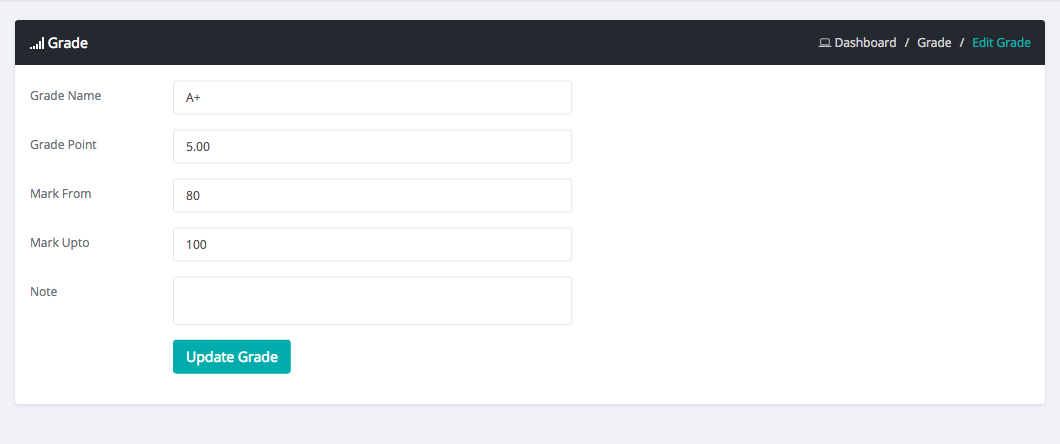 Grade
Dashboard / Grade / Edit Grade
Grade Name A+
Grade Point 5.00
Mark From 80
Mark Upto 100
Note
Update Grade